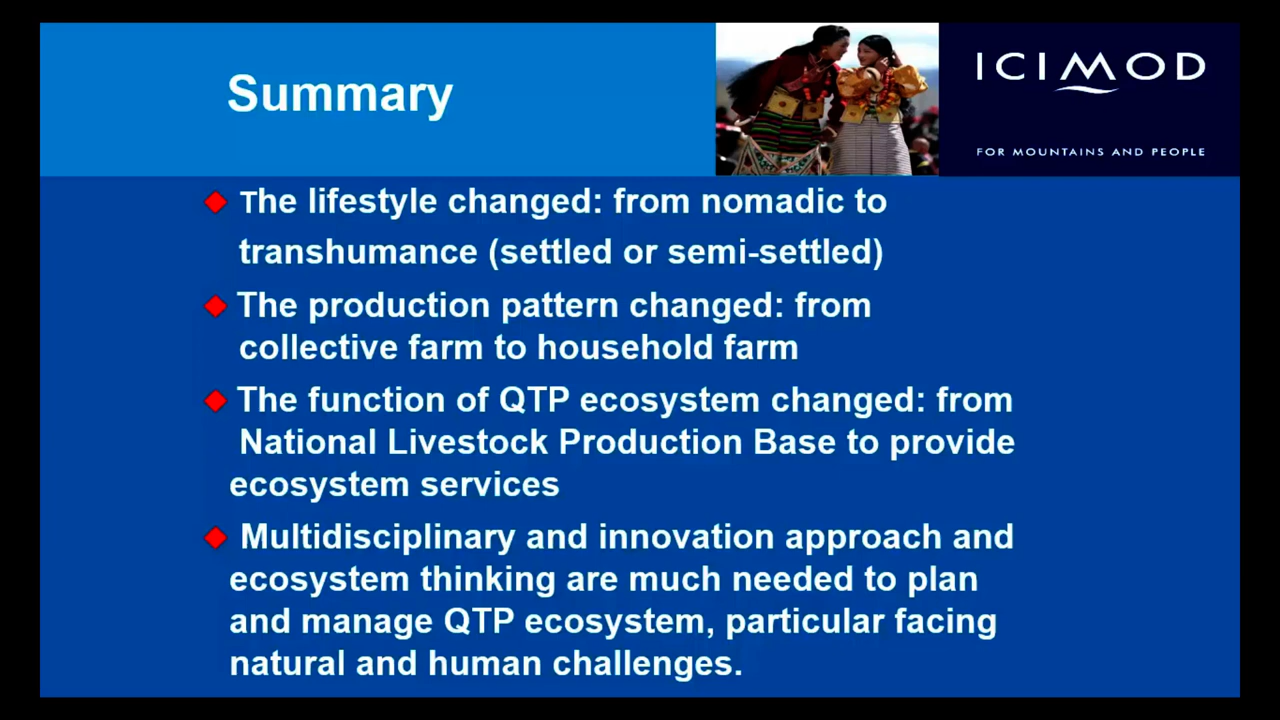 Summary
ICIMOD
FOR MOUNTAINS AND PEOPLE
The lifestyle changed: from nomadic to
transhumance (settled or semi-settled)
The production pattern changed: from
collective farm to household farm
The function of QTP ecosystem changed: from
National Livestock Production Base to provide
ecosystem services
Multidisciplinary and innovation approach and
ecosystem thinking are much needed to plan
and manage QTP ecosystem, particular facing
natural and human challenges.